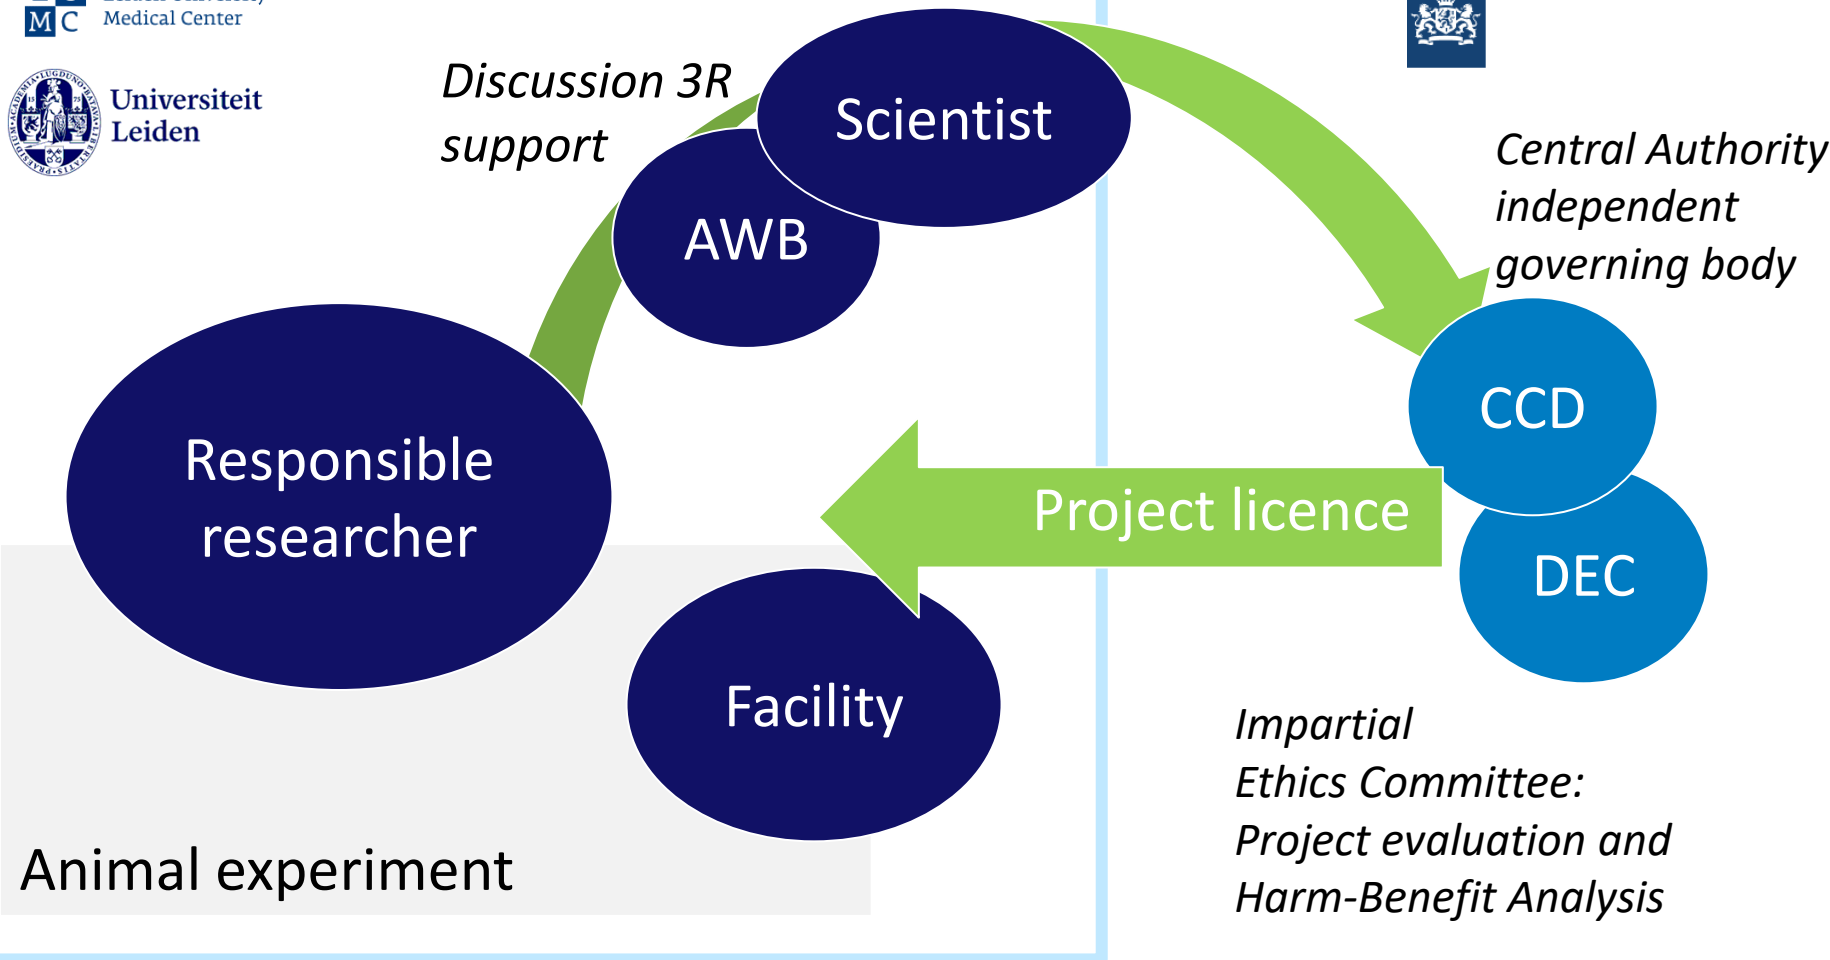 M C
Medical Center
Universiteit
Leiden
Discussion 3R
support
Scientist
AWB
Central Authority
independent
governing body
CCD
Responsible
researcher
Project licence
DEC
Facility
Impartial
Ethics Committee:
Project evaluation and
Harm-Benefit Analysis
Animal experiment